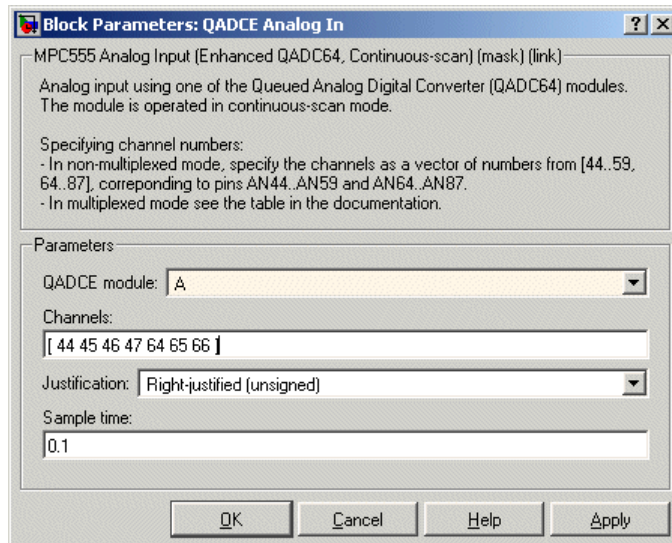 Block Parameters: QADCE Analog In
MPC555 Analog Input (Enhanced QADC64, Continuous-scan) (mask) (link)
Analog input using one of the Queued Analog Digital Converter (QADC64) modules.
The module is operated in continuous-scan mode.
Specifying channel numbers:
- In non-multiplexed mode, specify the channels as a vector of numbers from [44..59,
64..87], correponding to pins AN44..AN59 and AN64..AN87.
- In multiplexed mode see the table in the documentation.
Parameters
QADCE module: A
Channels:
[ 44 45 46 47 64 65 66 ]
Justification: Right-justified (unsigned)
Sample time:
0.1
OK Cancel Help Apply